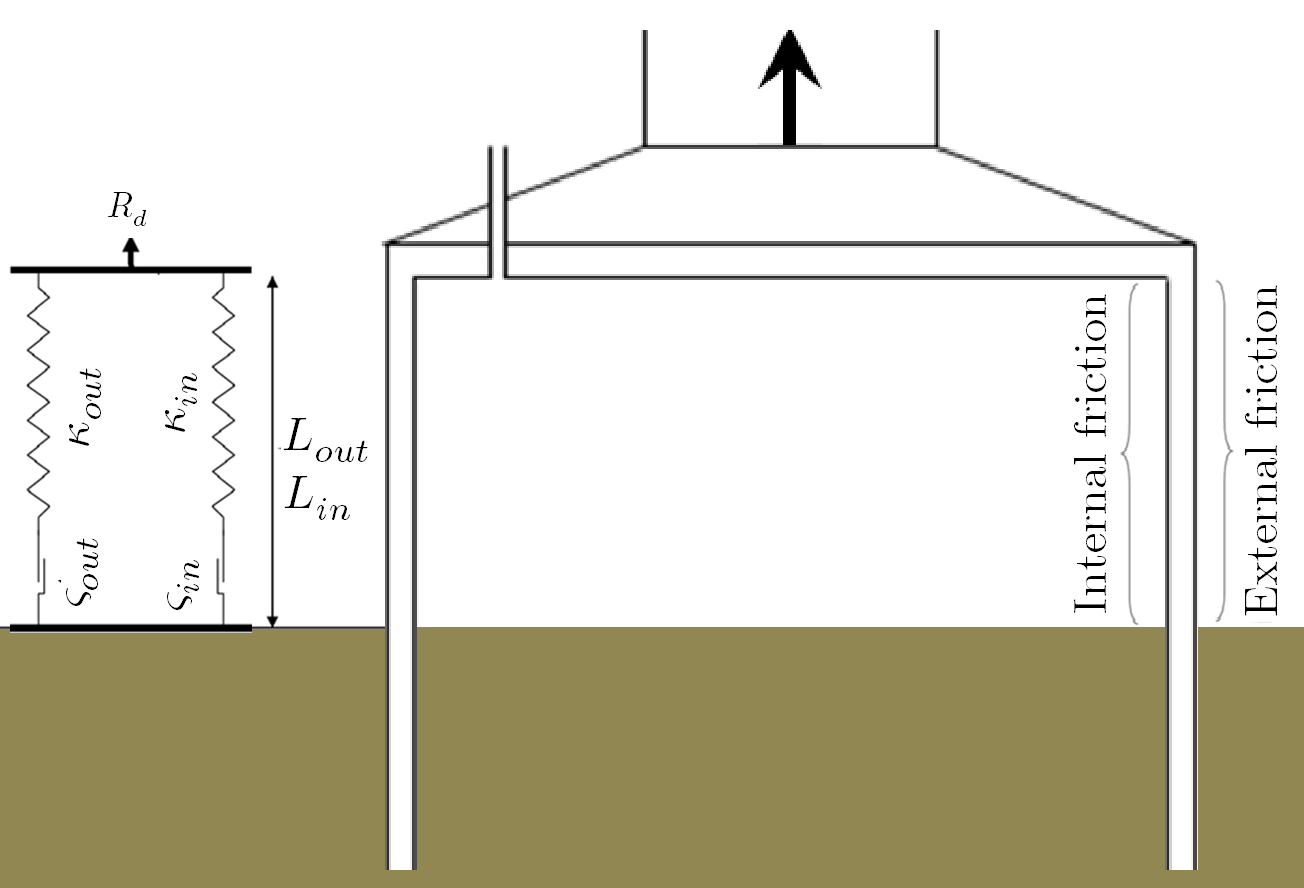 R_d
κ_out
κ_in
L_out
L_in
ς_out
ς_in
Internal friction
External friction